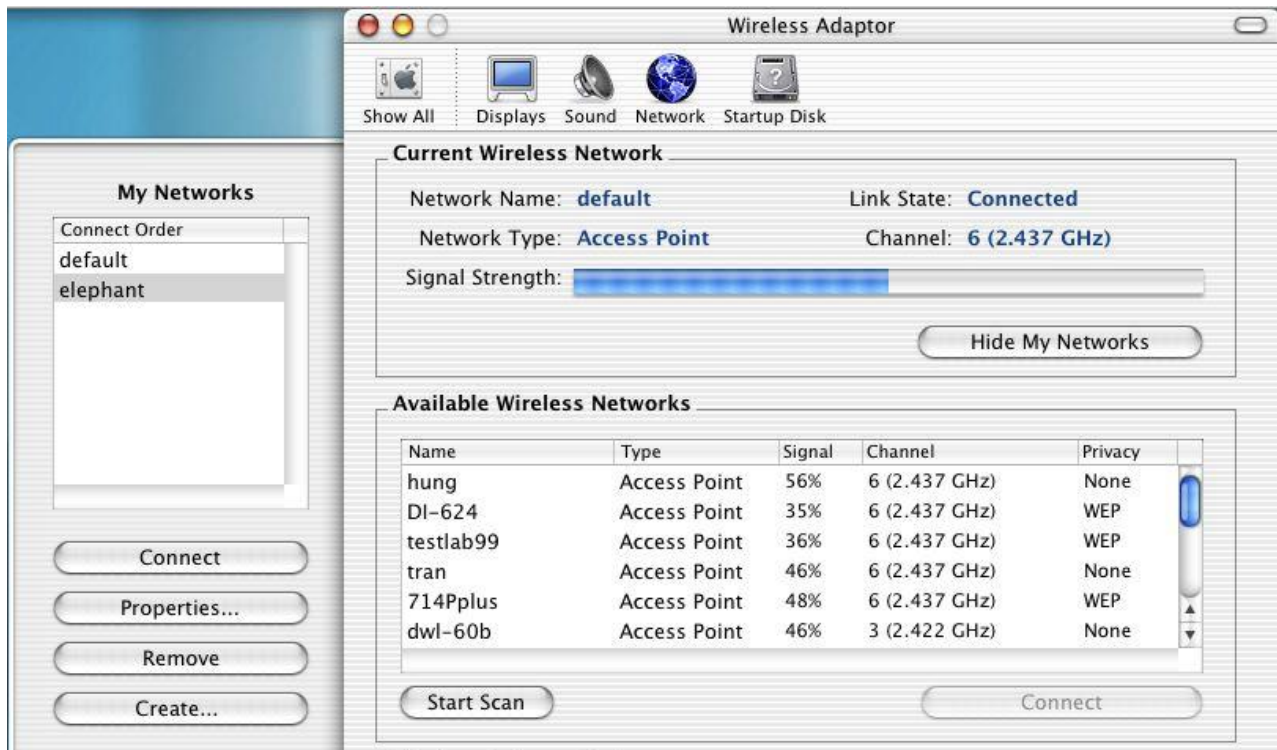 Wireless Adaptor
Show All Displays Sound Network Startup Disk
My Networks
Connect Order
default
elephant
Connect
Properties...
Remove
Create...
Current Wireless Network
Network Name: default Link State: Connected
Network Type: Access Point Channel: 6 (2.437 GHz)
Signal Strength:
Hide My Networks
Available Wireless Networks
Name Type Signal Channel Privacy
hung Access Point 56% 6 (2.437 GHz) None
DI-624 Access Point 35% 6 (2.437 GHz) WEP
testlab99 Access Point 36% 6 (2.437 GHz) WEP
tran Access Point 46% 6 (2.437 GHz) None
714Pplus Access Point 48% 6 (2.437 GHz) WEP
dwl-60b Access Point 46% 3 (2.422 GHz) None
Start Scan Connect